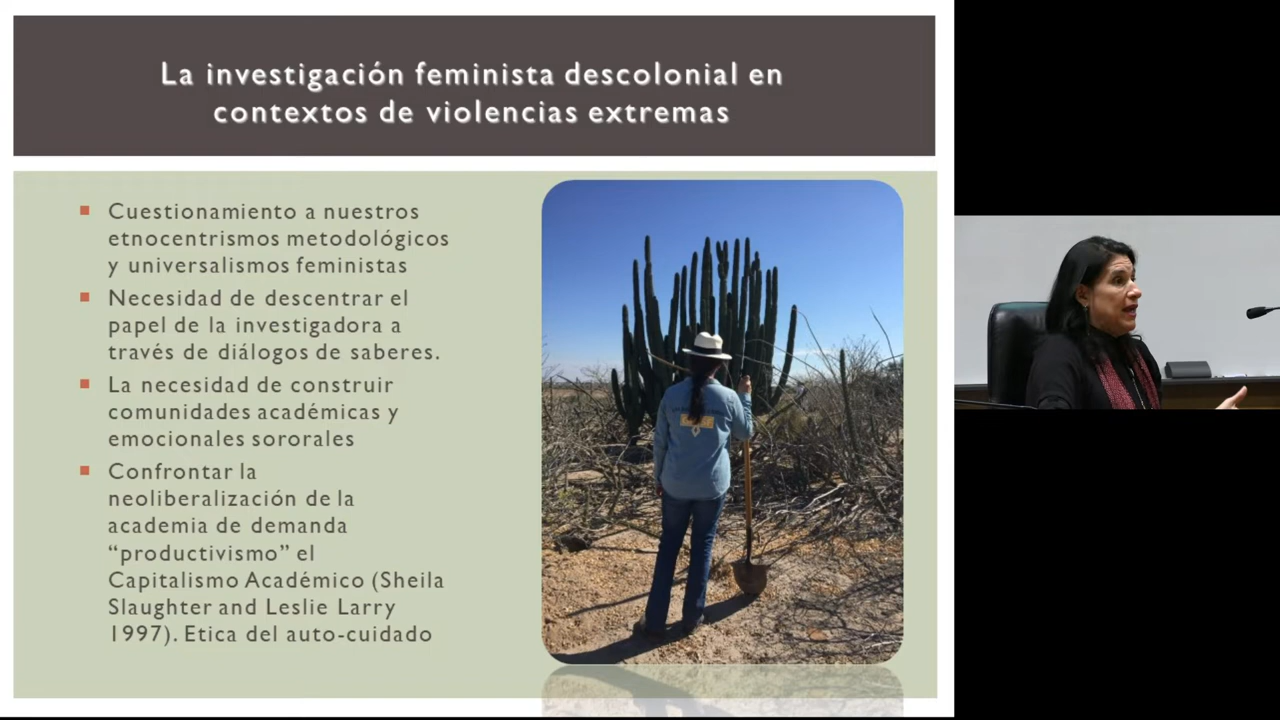 La investigación feminista descolonial en
contextos de violencias extremas
Cuestionamiento a nuestros
etnocentrismos metodológicos
y universalismos feministas
Necesidad de descentrar el
papel de la investigadora a
través de diálogos de saberes.
La necesidad de construir
comunidades académicas y
emocionales sororales
Confrontar la
neoliberalización de la
academia de demanda
“productivismo” el
Capitalismo Académico (Sheila
Slaughter and Leslie Larry
1997). Etica del auto-cuidado